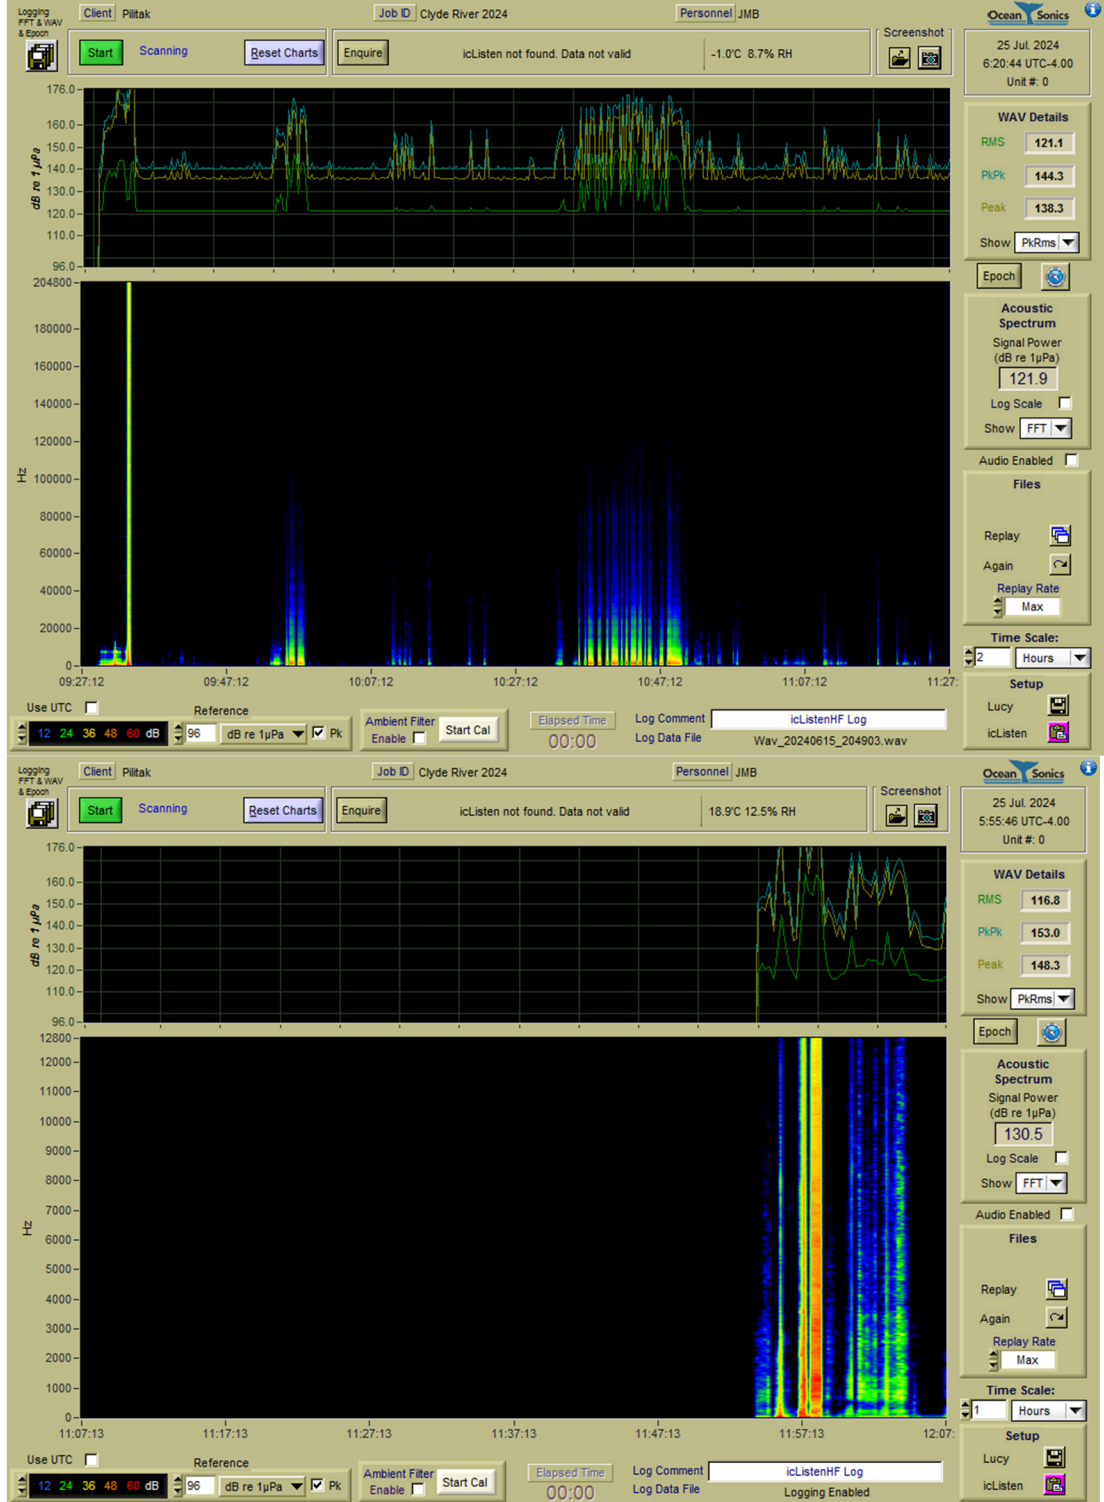 Logging
FFT & WAV
& Epoch
Client Pilitak Job ID Clyde River 2024 Personnel JMB
Ocean Sonics
Start Scanning Reset Charts Enquire icListen not found. Data not valid -1.0'C 8.7% RH
Screenshot
25 Jul. 2024
6:20:44 UTC-4.00
Unit #: 0
176.0
160.0
150.0
140.0
130.0
120.0
110.0
96.0
dB re 1 µPa
WAV Details
RMS 121.1
PkPk 144.3
Peak 138.3
Show PkRms
Epoch
204800
180000
160000
140000
120000
100000
80000
60000
40000
20000
0
Hz
09:27:12 09:47:12 10:07:12 10:27:12 10:47:12 11:07:12 11:27:
Acoustic
Spectrum
Signal Power
(dB re 1µPa)
121.9
Log Scale
Show FFT
Audio Enabled
Files
Replay
Again
Replay Rate
Max
Time Scale:
2 Hours
Setup
Lucy
icListen
Use UTC
Reference
12 24 36 48 60 dB 96 dB re 1µPa Pk
Ambient Filter
Enable Start Cal
Elapsed Time
00:00
Log Comment icListenHF Log
Log Data File Wav_20240615_204903.wav
Logging
FFT & WAV
& Epoch
Client Pilitak Job ID Clyde River 2024 Personnel JMB
Ocean Sonics
Start Scanning Reset Charts Enquire icListen not found. Data not valid 18.9'C 12.5% RH
Screenshot
25 Jul. 2024
5:55:46 UTC-4.00
Unit #: 0
176.0
160.0
150.0
140.0
130.0
120.0
110.0
96.0
dB re 1 µPa
WAV Details
RMS 116.8
PkPk 153.0
Peak 148.3
Show PkRms
Epoch
12800
12000
11000
10000
9000
8000
7000
6000
5000
4000
3000
2000
1000
0
Hz
11:07:13 11:17:13 11:27:13 11:37:13 11:47:13 11:57:13 12:07:
Acoustic
Spectrum
Signal Power
(dB re 1µPa)
130.5
Log Scale
Show FFT
Audio Enabled
Files
Replay
Again
Replay Rate
Max
Time Scale:
1 Hours
Setup
Lucy
icListen
Use UTC
Reference
12 24 36 48 60 dB 96 dB re 1µPa Pk
Ambient Filter
Enable Start Cal
Elapsed Time
00:00
Log Comment icListenHF Log
Log Data File Logging Enabled